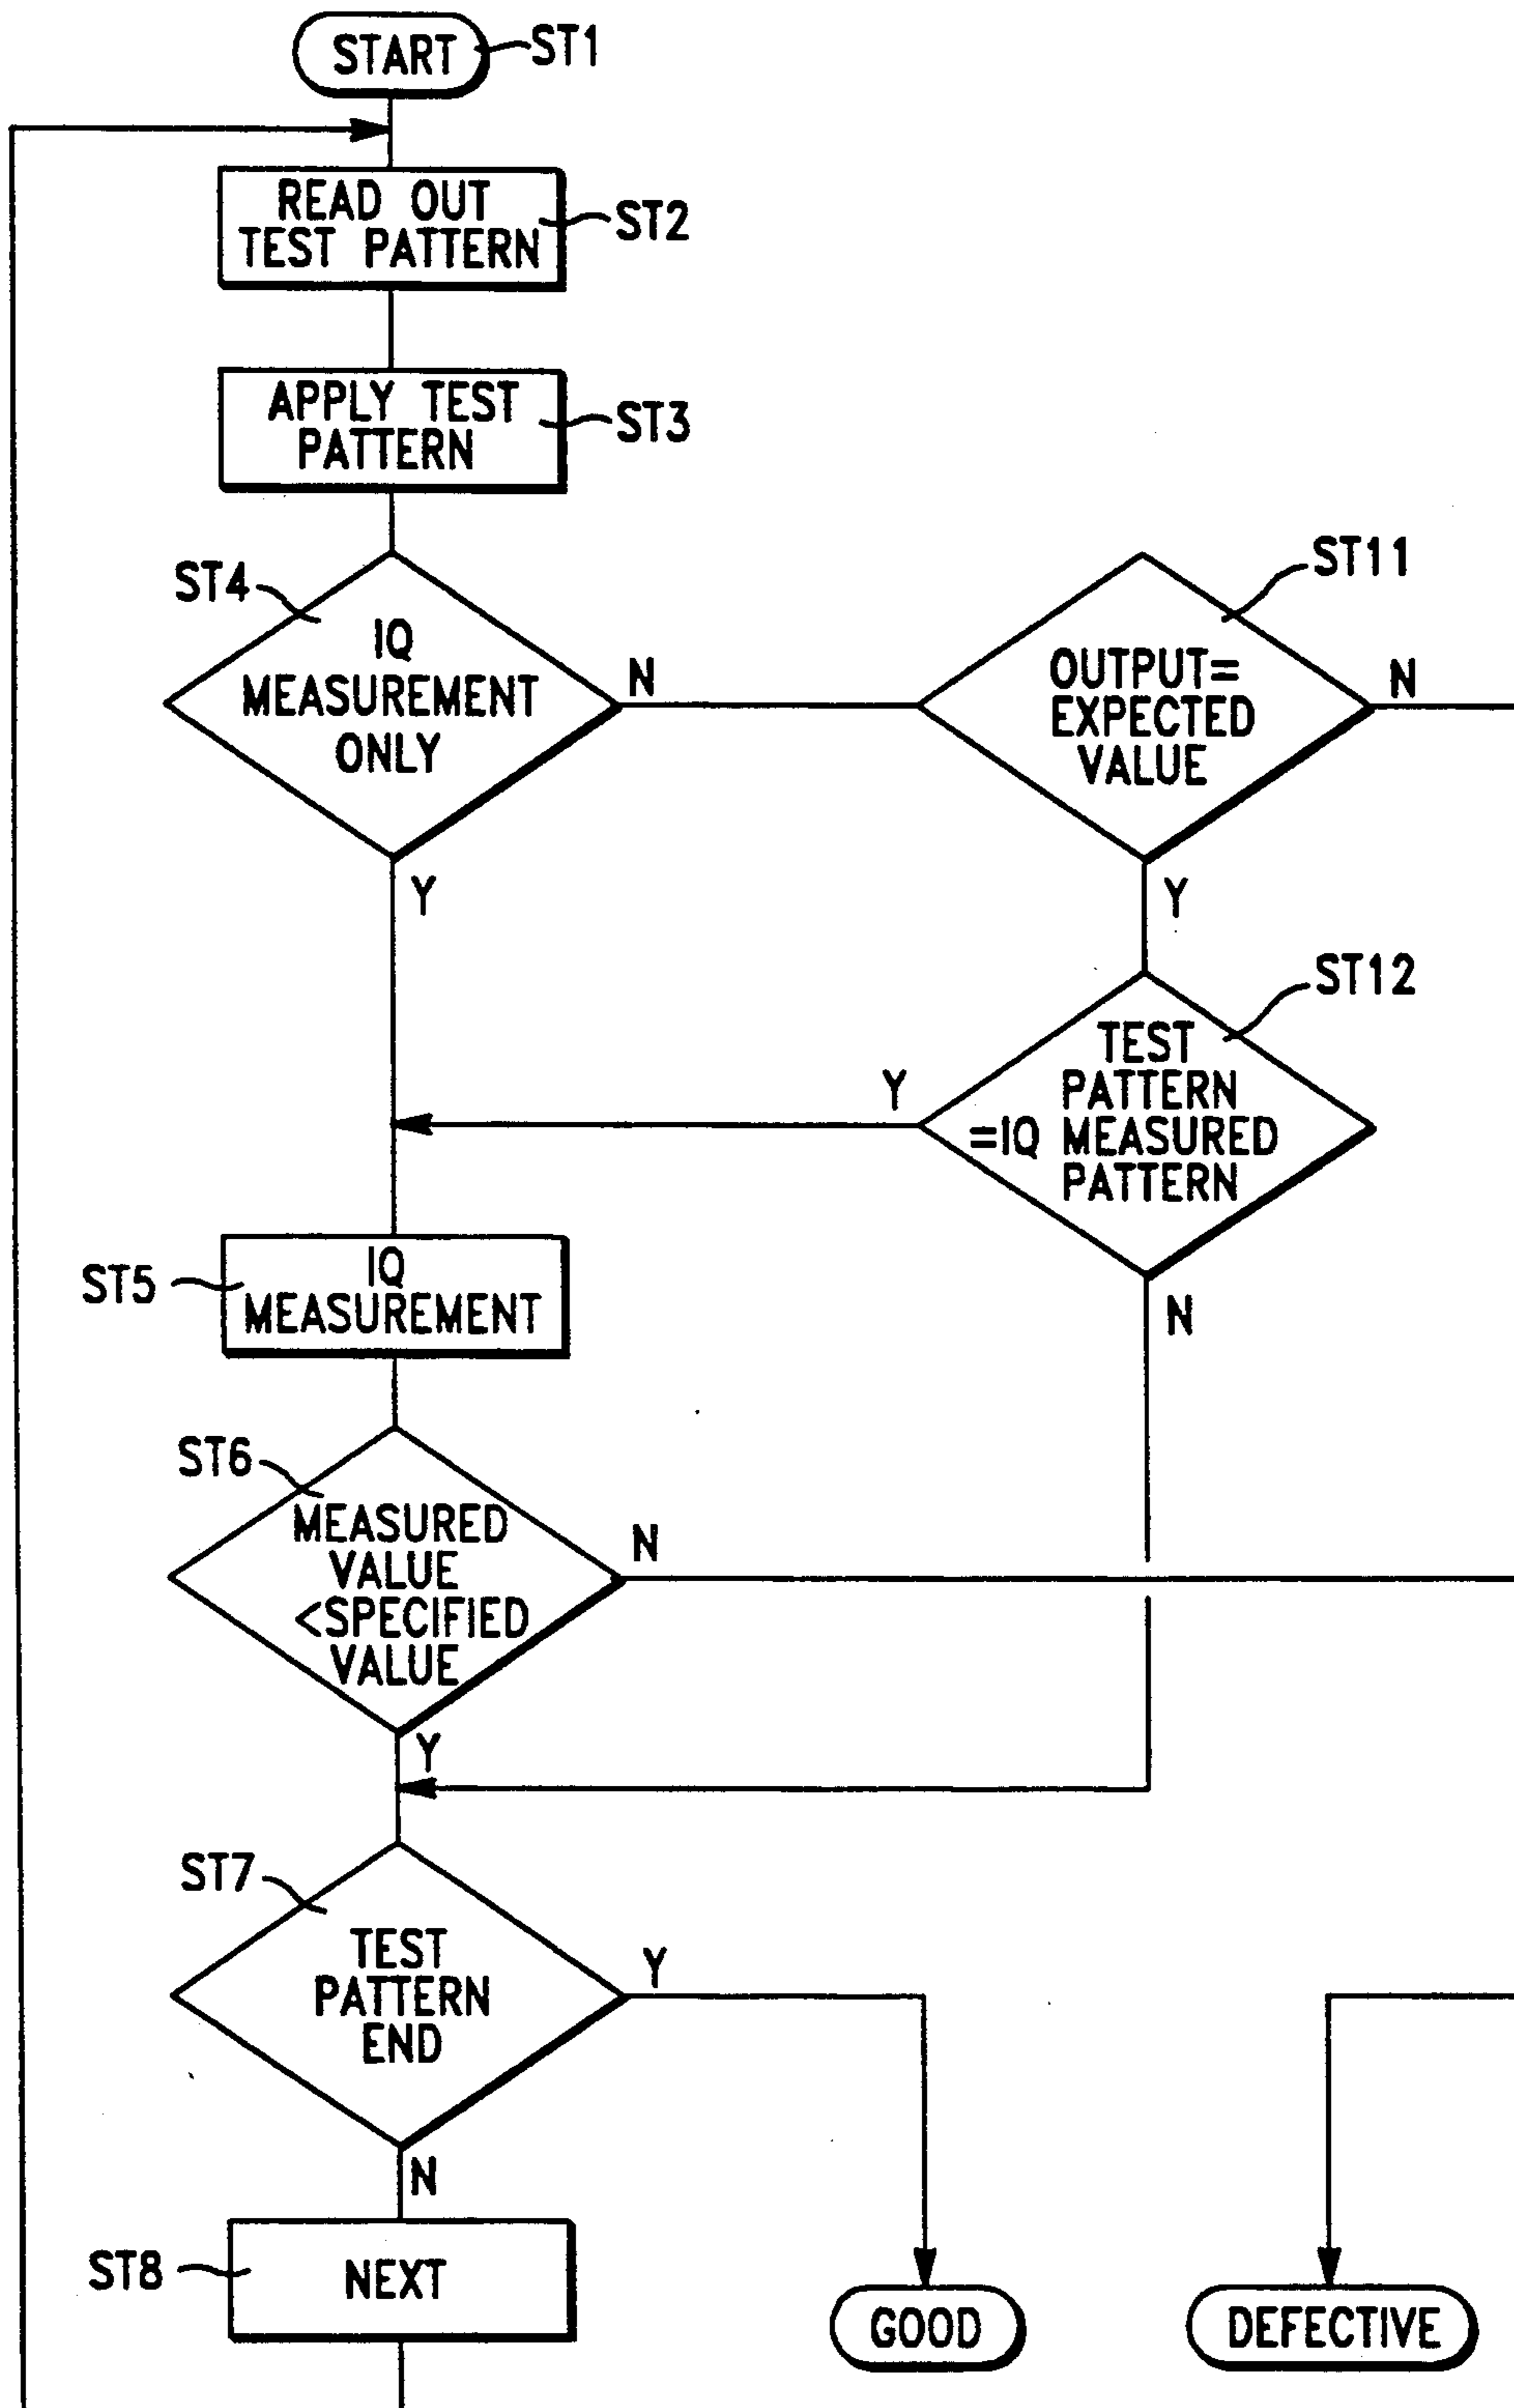 START
ST1
READ OUT
TEST PATTERN
ST2
APPLY TEST
PATTERN
ST3
ST4
IQ
MEASUREMENT
ONLY
N
Y
ST11
OUTPUT=
EXPECTED
VALUE
N
Y
ST12
TEST
PATTERN
=IQ MEASURED
PATTERN
Y
N
ST5
IQ
MEASUREMENT
ST6
MEASURED
VALUE
<SPECIFIED
VALUE
N
Y
ST7
TEST
PATTERN
END
Y
N
ST8
NEXT
GOOD
DEFECTIVE